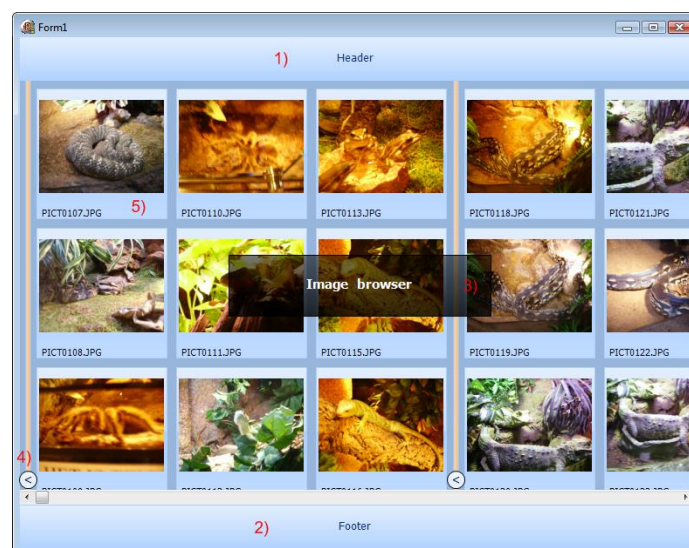 Form1
1) Header
5)
PICT0107.JPG PICT0110.JPG PICT0113.JPG PICT0118.JPG PICT0121.JPG
Image browser 3)
PICT0108.JPG PICT0111.JPG PICT0115.JPG PICT0119.JPG PICT0122.JPG
4)
< <
2) Footer